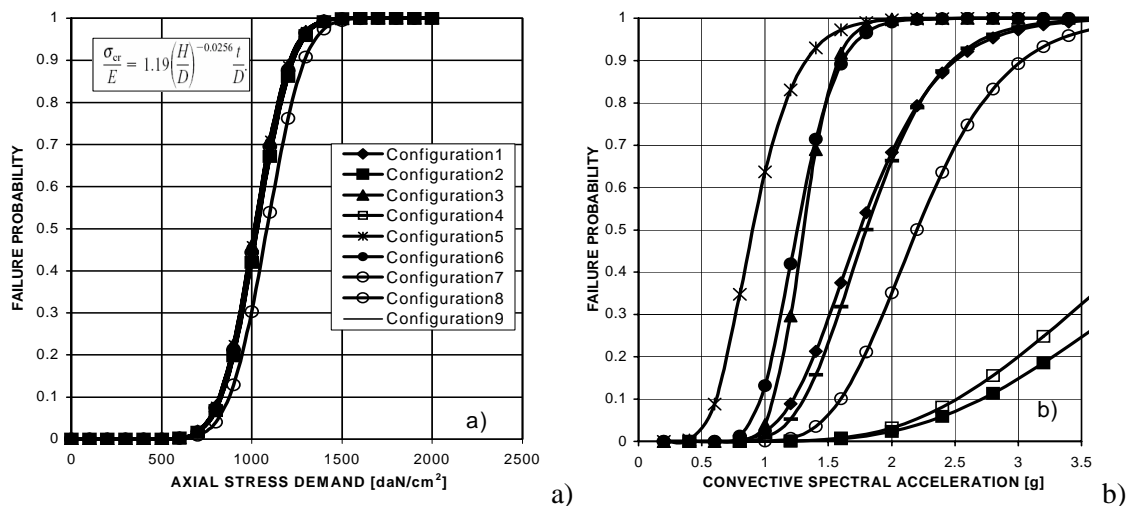 1
0.9
0.8
0.7
0.6
0.5
0.4
0.3
0.2
0.1
0
FAILURE PROBABILITY
σcr/E = 1.19(H/D)^−0.0256 t/D.
Configuration1
Configuration2
Configuration3
Configuration4
Configuration5
Configuration6
Configuration7
Configuration8
Configuration9
a)
0 500 1000 1500 2000 2500
AXIAL STRESS DEMAND [daN/cm²]
a)
1
0.9
0.8
0.7
0.6
0.5
0.4
0.3
0.2
0.1
0
FAILURE PROBABILITY
b)
0 0.5 1 1.5 2 2.5 3 3.5
CONVECTIVE SPECTRAL ACCELERATION [g]
b)